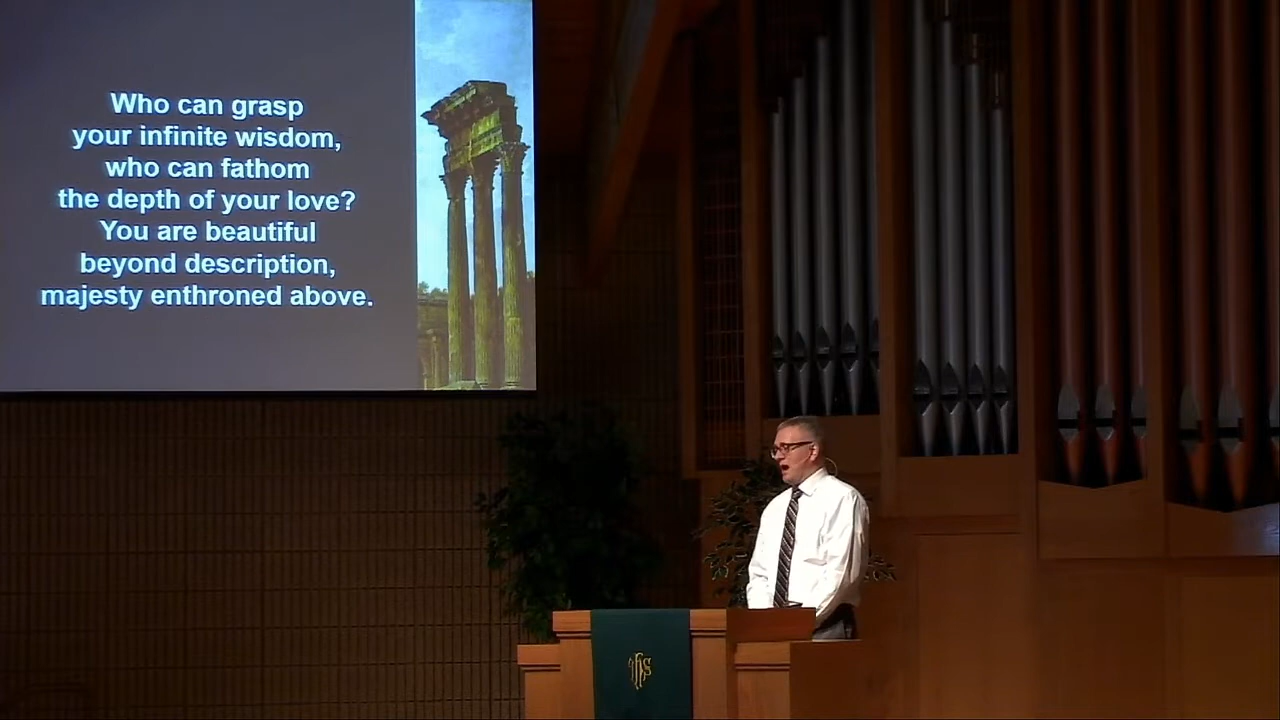 Who can grasp
your infinite wisdom,
who can fathom
the depth of your love?
You are beautiful
beyond description,
majesty enthroned above.
IHS